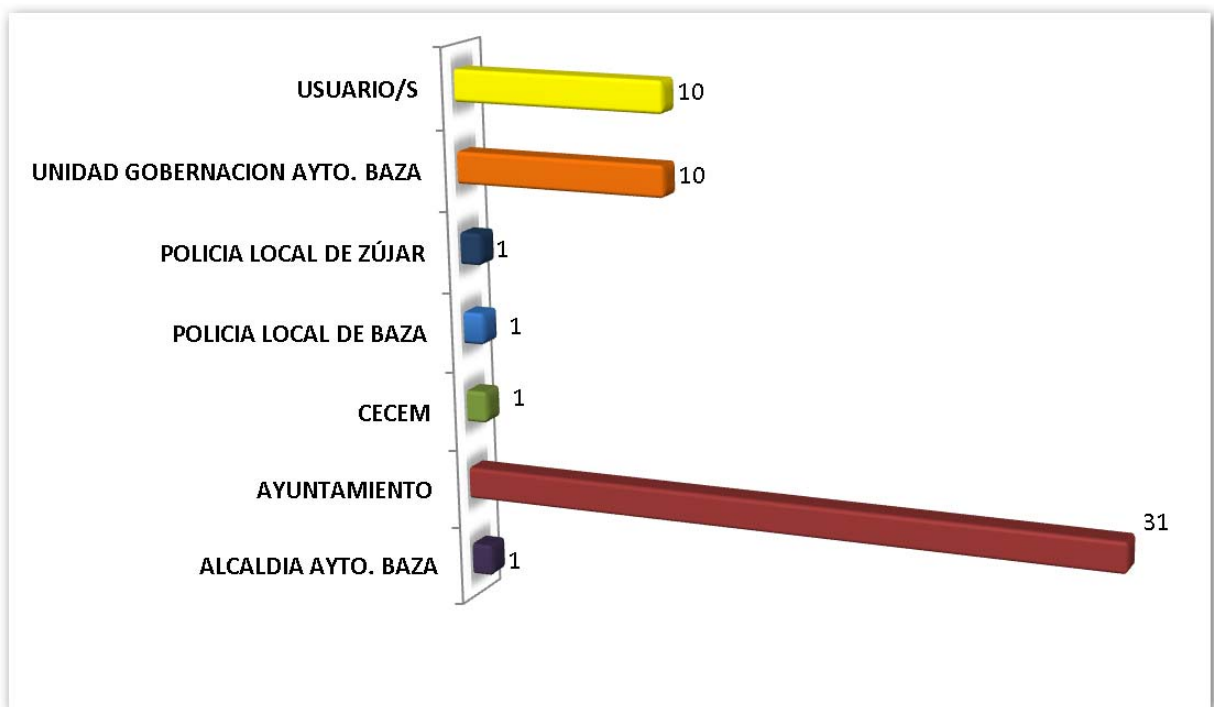 USUARIO/S 10
UNIDAD GOBERNACION AYTO. BAZA 10
POLICIA LOCAL DE ZÚJAR 1
POLICIA LOCAL DE BAZA 1
CECEM 1
AYUNTAMIENTO 31
ALCALDIA AYTO. BAZA 1